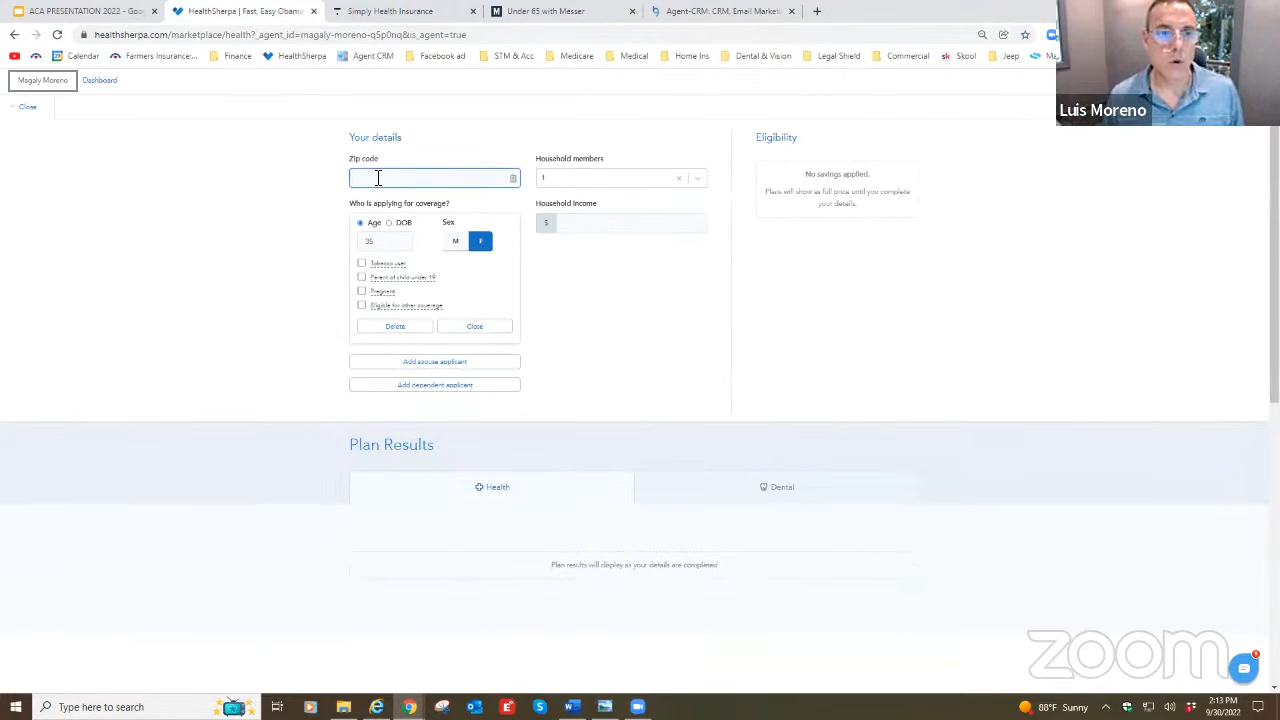 ACA PRESENTATION 2022 - Goo
HealthSherpa | Fast, Easy Obama
Simply Health Insurance
Under 65 with Messer
Agent-CRM: CRM, Email Market
healthsherpa.com/marketplace/health?_agent_id=magaly-moreno-q5p0nq&is_agent=true
Calendar
Farmers Insuranc...
Finance
HealthSherpa
Agent CRM
Facebook ads
STM & Acc
Medicare
Medical
Home Ins
Dental & Vision
Legal Shield
Commercial
Skool
Jeep
Magaly Moreno
Dashboard
Close
Luis Moreno
Your details
Eligibility
Zip code
Household members
1
No savings applied.
Plans will show as full price until you complete
your details.
Who is applying for coverage?
Household income
$
Age
DOB
Sex
35
M
F
Tobacco user
Parent of child under 19
Pregnant
Eligible for other coverage
Delete
Close
Add spouse applicant
Add dependent applicant
Plan Results
Health
Dental
Plan results will display as your details are completed
zoom
Type here to search
88°F Sunny
2:13 PM
9/30/2022